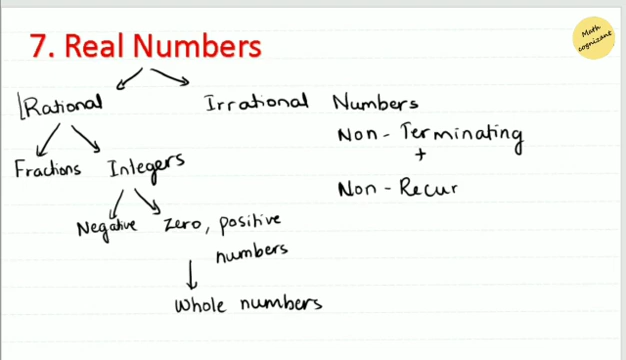 7. Real Numbers
Math
cognizant
Rational
Irrational Numbers
Non - Terminating
+
Non - Recur
Fractions
Integers
Negative
Zero, positive
numbers
Whole numbers